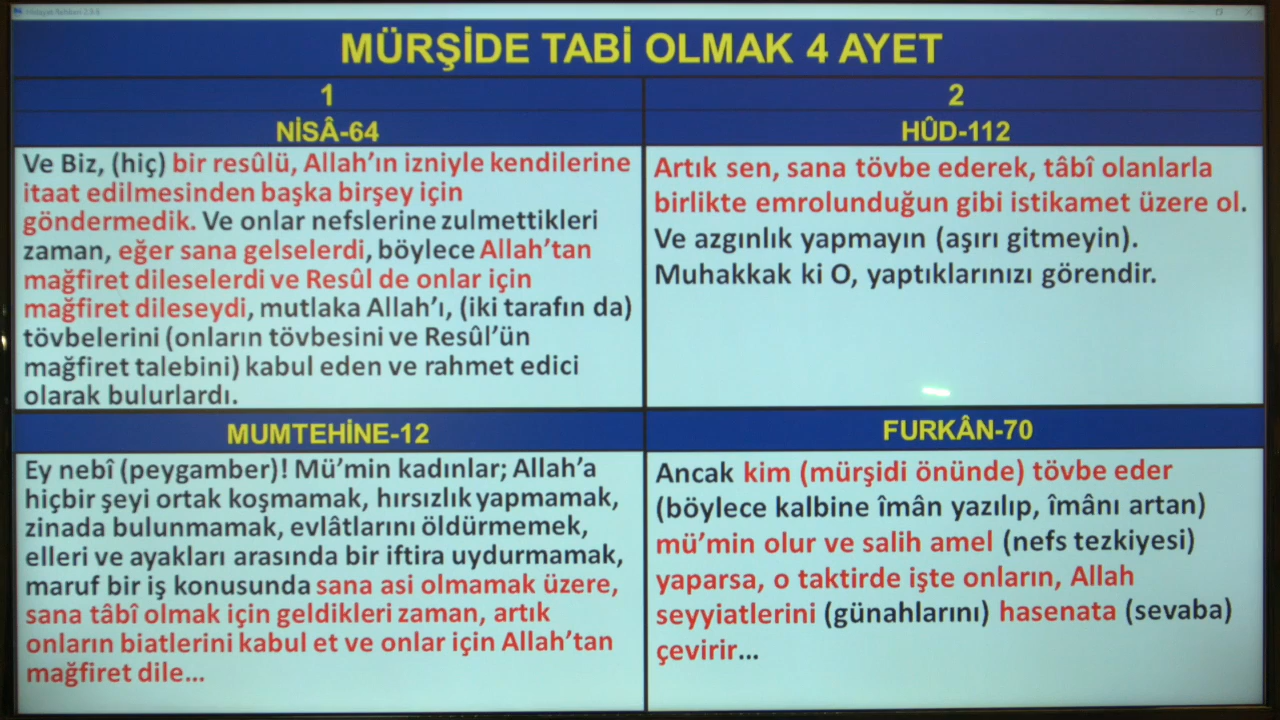 Hidayet Rehberi 2.9.6
MÜRŞİDE TABİ OLMAK 4 AYET
1
NİSÂ-64
Ve Biz, (hiç) bir resûlü, Allah’ın izniyle kendilerine
itaat edilmesinden başka birşey için
göndermedik. Ve onlar nefslerine zulmettikleri
zaman, eğer sana gelselerdi, böylece Allah’tan
mağfiret dileselerdi ve Resûl de onlar için
mağfiret dileseydi, mutlaka Allah’ı, (iki tarafın da)
tövbelerini (onların tövbesini ve Resûl’ün
mağfiret talebini) kabul eden ve rahmet edici
olarak bulurlardı.
2
HÛD-112
Artık sen, sana tövbe ederek, tâbî olanlarla
birlikte emrolunduğun gibi istikamet üzere ol.
Ve azgınlık yapmayın (aşırı gitmeyin).
Muhakkak ki O, yaptıklarınızı görendir.
MUMTEHİNE-12
Ey nebî (peygamber)! Mü’min kadınlar; Allah’a
hiçbir şeyi ortak koşmamak, hırsızlık yapmamak,
zinada bulunmamak, evlâtlarını öldürmemek,
elleri ve ayakları arasında bir iftira uydurmamak,
maruf bir iş konusunda sana asi olmamak üzere,
sana tâbî olmak için geldikleri zaman, artık
onların biatlerini kabul et ve onlar için Allah’tan
mağfiret dile...
FURKÂN-70
Ancak kim (mürşidi önünde) tövbe eder
(böylece kalbine îmân yazılıp, îmânı artan)
mü’min olur ve salih amel (nefs tezkiyesi)
yaparsa, o taktirde işte onların, Allah
seyyiatlerini (günahlarını) hasenata (sevaba)
çevirir...